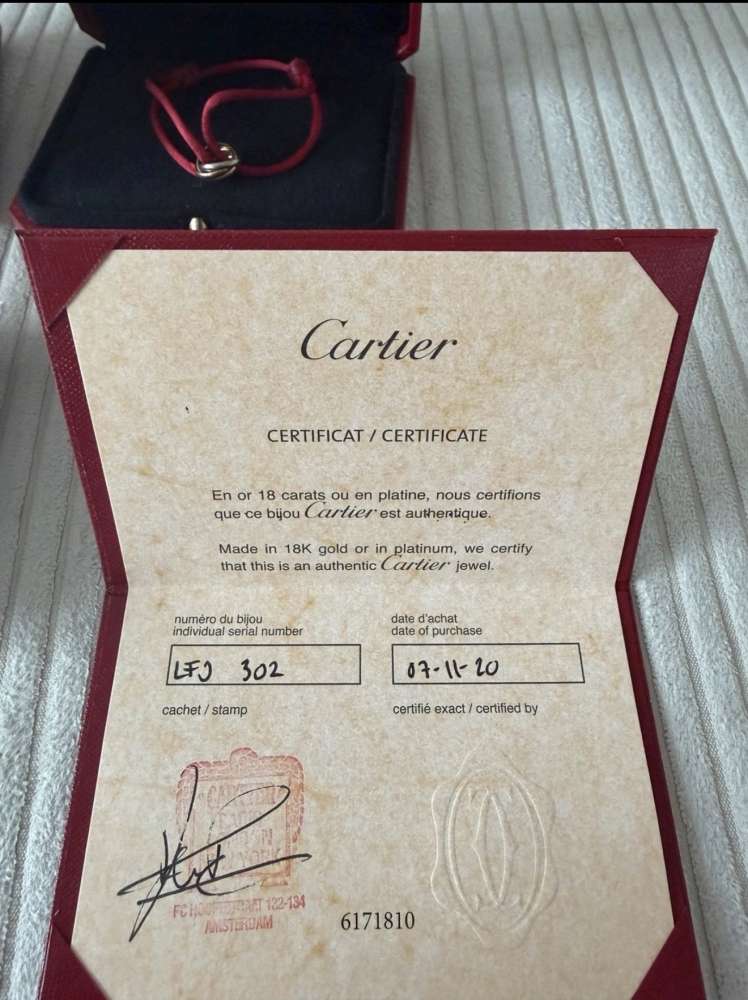 Cartier
CERTIFICAT / CERTIFICATE
En or 18 carats ou en platine, nous certifions
que ce bijou Cartier est authentique.
Made in 18K gold or in platinum, we certify
that this is an authentic Cartier jewel.
numéro du bijou
individual serial number
LFJ 302
date d'achat
date of purchase
07-11-20
cachet / stamp
certifié exact / certified by
122-134
AMSTERDAM
6171810